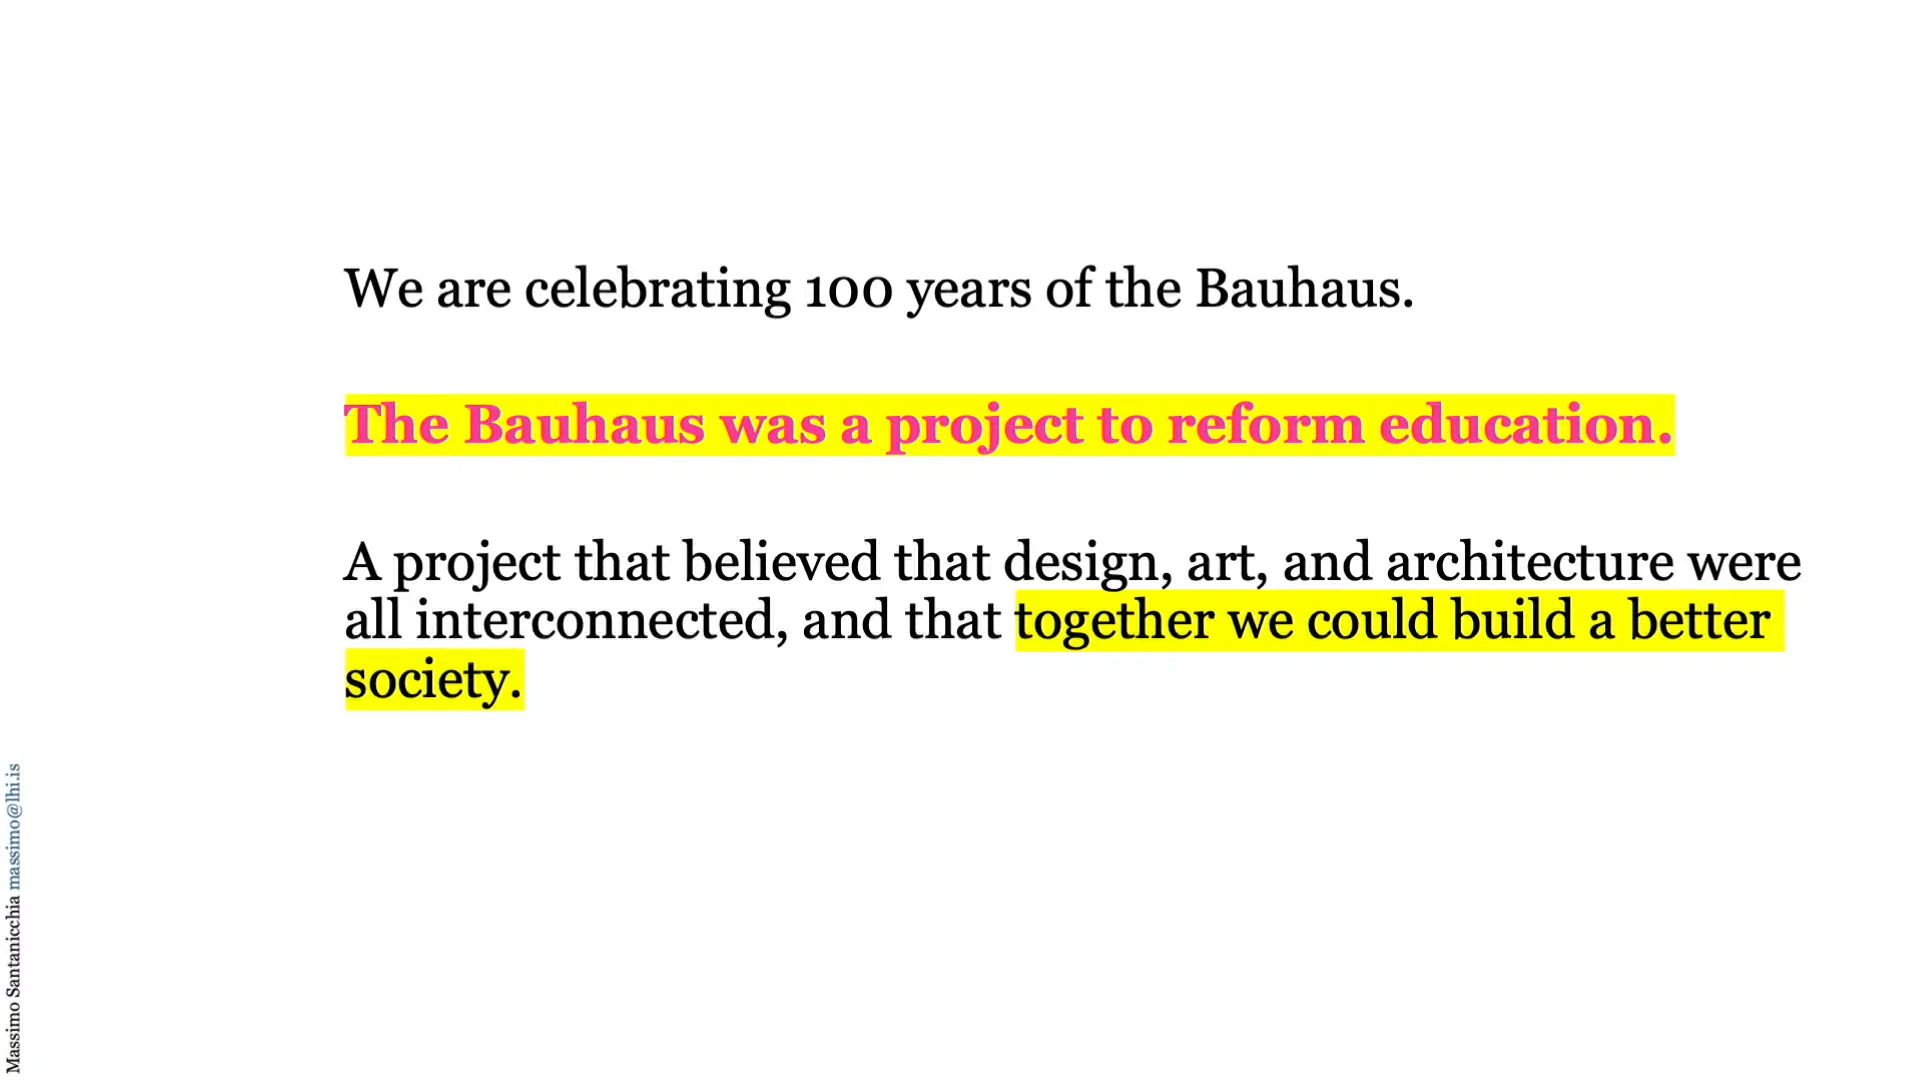 We are celebrating 100 years of the Bauhaus.
The Bauhaus was a project to reform education.
A project that believed that design, art, and architecture were
all interconnected, and that together we could build a better
society.
Massimo Santanicchia massimo@lhi.is